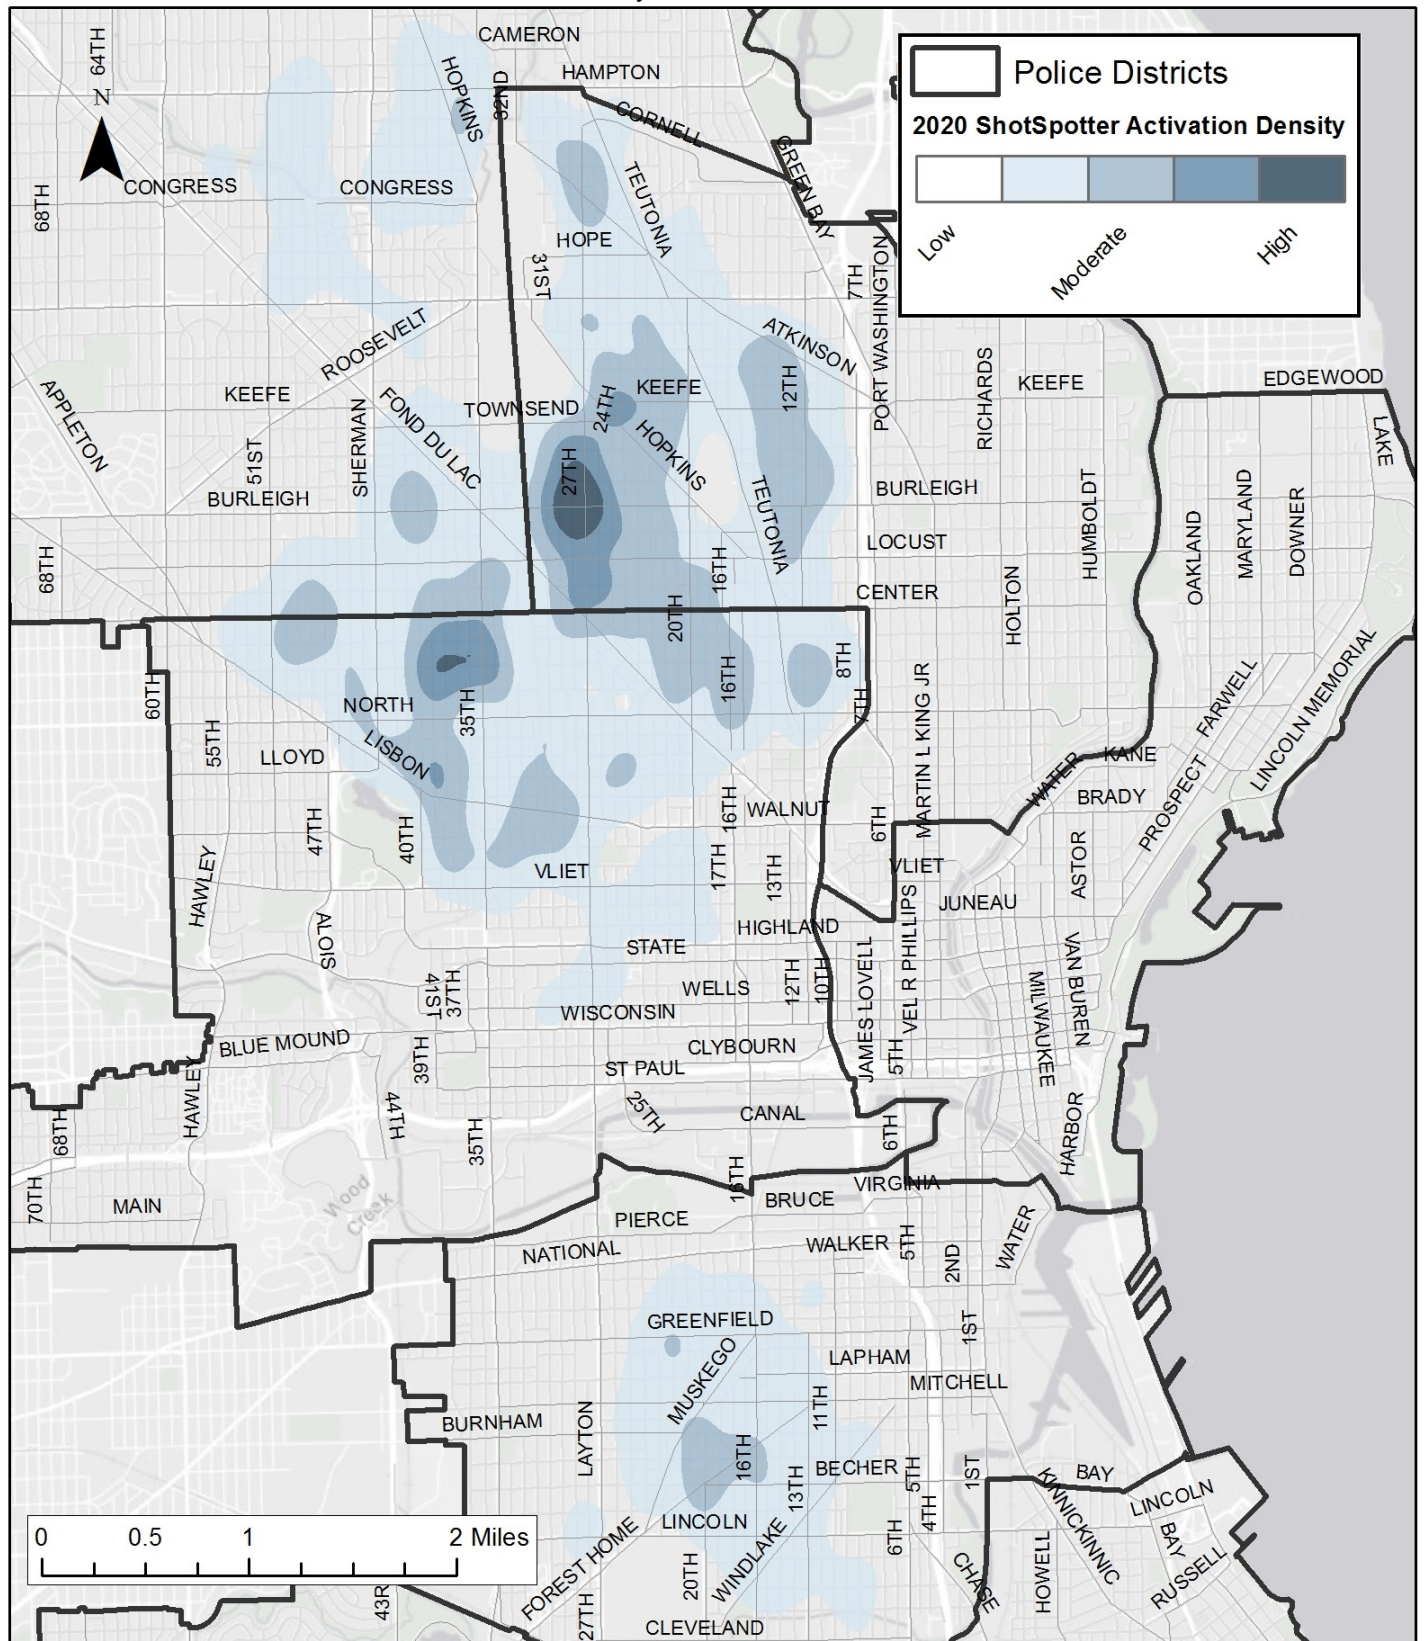 CAMERON
64TH
HOPKINS
HAMPTON
32ND
N
CORNELL
Police Districts
2020 ShotSpotter Activation Density
Low
Moderate
High
GREEN BAY
CONGRESS
CONGRESS
68TH
TEUTONIA
HOPE
31ST
7TH
PORT WASHINGTON
ROOSEVELT
ATKINSON
KEEFE
KEEFE
12TH
RICHARDS
KEEFE
EDGEWOOD
APPLETON
SHERMAN
FOND DU LAC
TOWNSEND
24TH
LAKE
51ST
27TH
HOPKINS
BURLEIGH
TEUTONIA
BURLEIGH
HUMBOLDT
MARYLAND
DOWNER
OAKLAND
LOCUST
68TH
16TH
CENTER
HOLTON
20TH
60TH
NORTH
35TH
16TH
8TH
7TH
MARTIN L KING JR
FARWELL
LINCOLN MEMORIAL
55TH
LLOYD
LISBON
KANE
WATER
BRADY
PROSPECT
47TH
40TH
16TH
WALNUT
6TH
HAWLEY
VLIET
17TH
13TH
VLIET
ASTOR
ALOIS
HIGHLAND
JUNEAU
STATE
VEL R PHILLIPS
VAN BUREN
41ST
37TH
WELLS
12TH
10TH
JAMES LOVELL
MILWAUKEE
WISCONSIN
BLUE MOUND
39TH
CLYBOURN
5TH
HAWLEY
ST PAUL
68TH
44TH
35TH
25TH
CANAL
6TH
HARBOR
70TH
MAIN
Wood
Creek
16TH
BRUCE
VIRGINIA
PIERCE
NATIONAL
WALKER
5TH
2ND
WATER
GREENFIELD
1ST
MUSKEGO
LAPHAM
MITCHELL
BURNHAM
LAYTON
11TH
16TH
13TH
BECHER
5TH
1ST
BAY
KINNICKINNIC
LINCOLN
0 0.5 1 2 Miles
FOREST HOME
LINCOLN
WINDLAKE
6TH
4TH
BAY
RUSSELL
20TH
CHASE
HOWELL
27TH
CLEVELAND